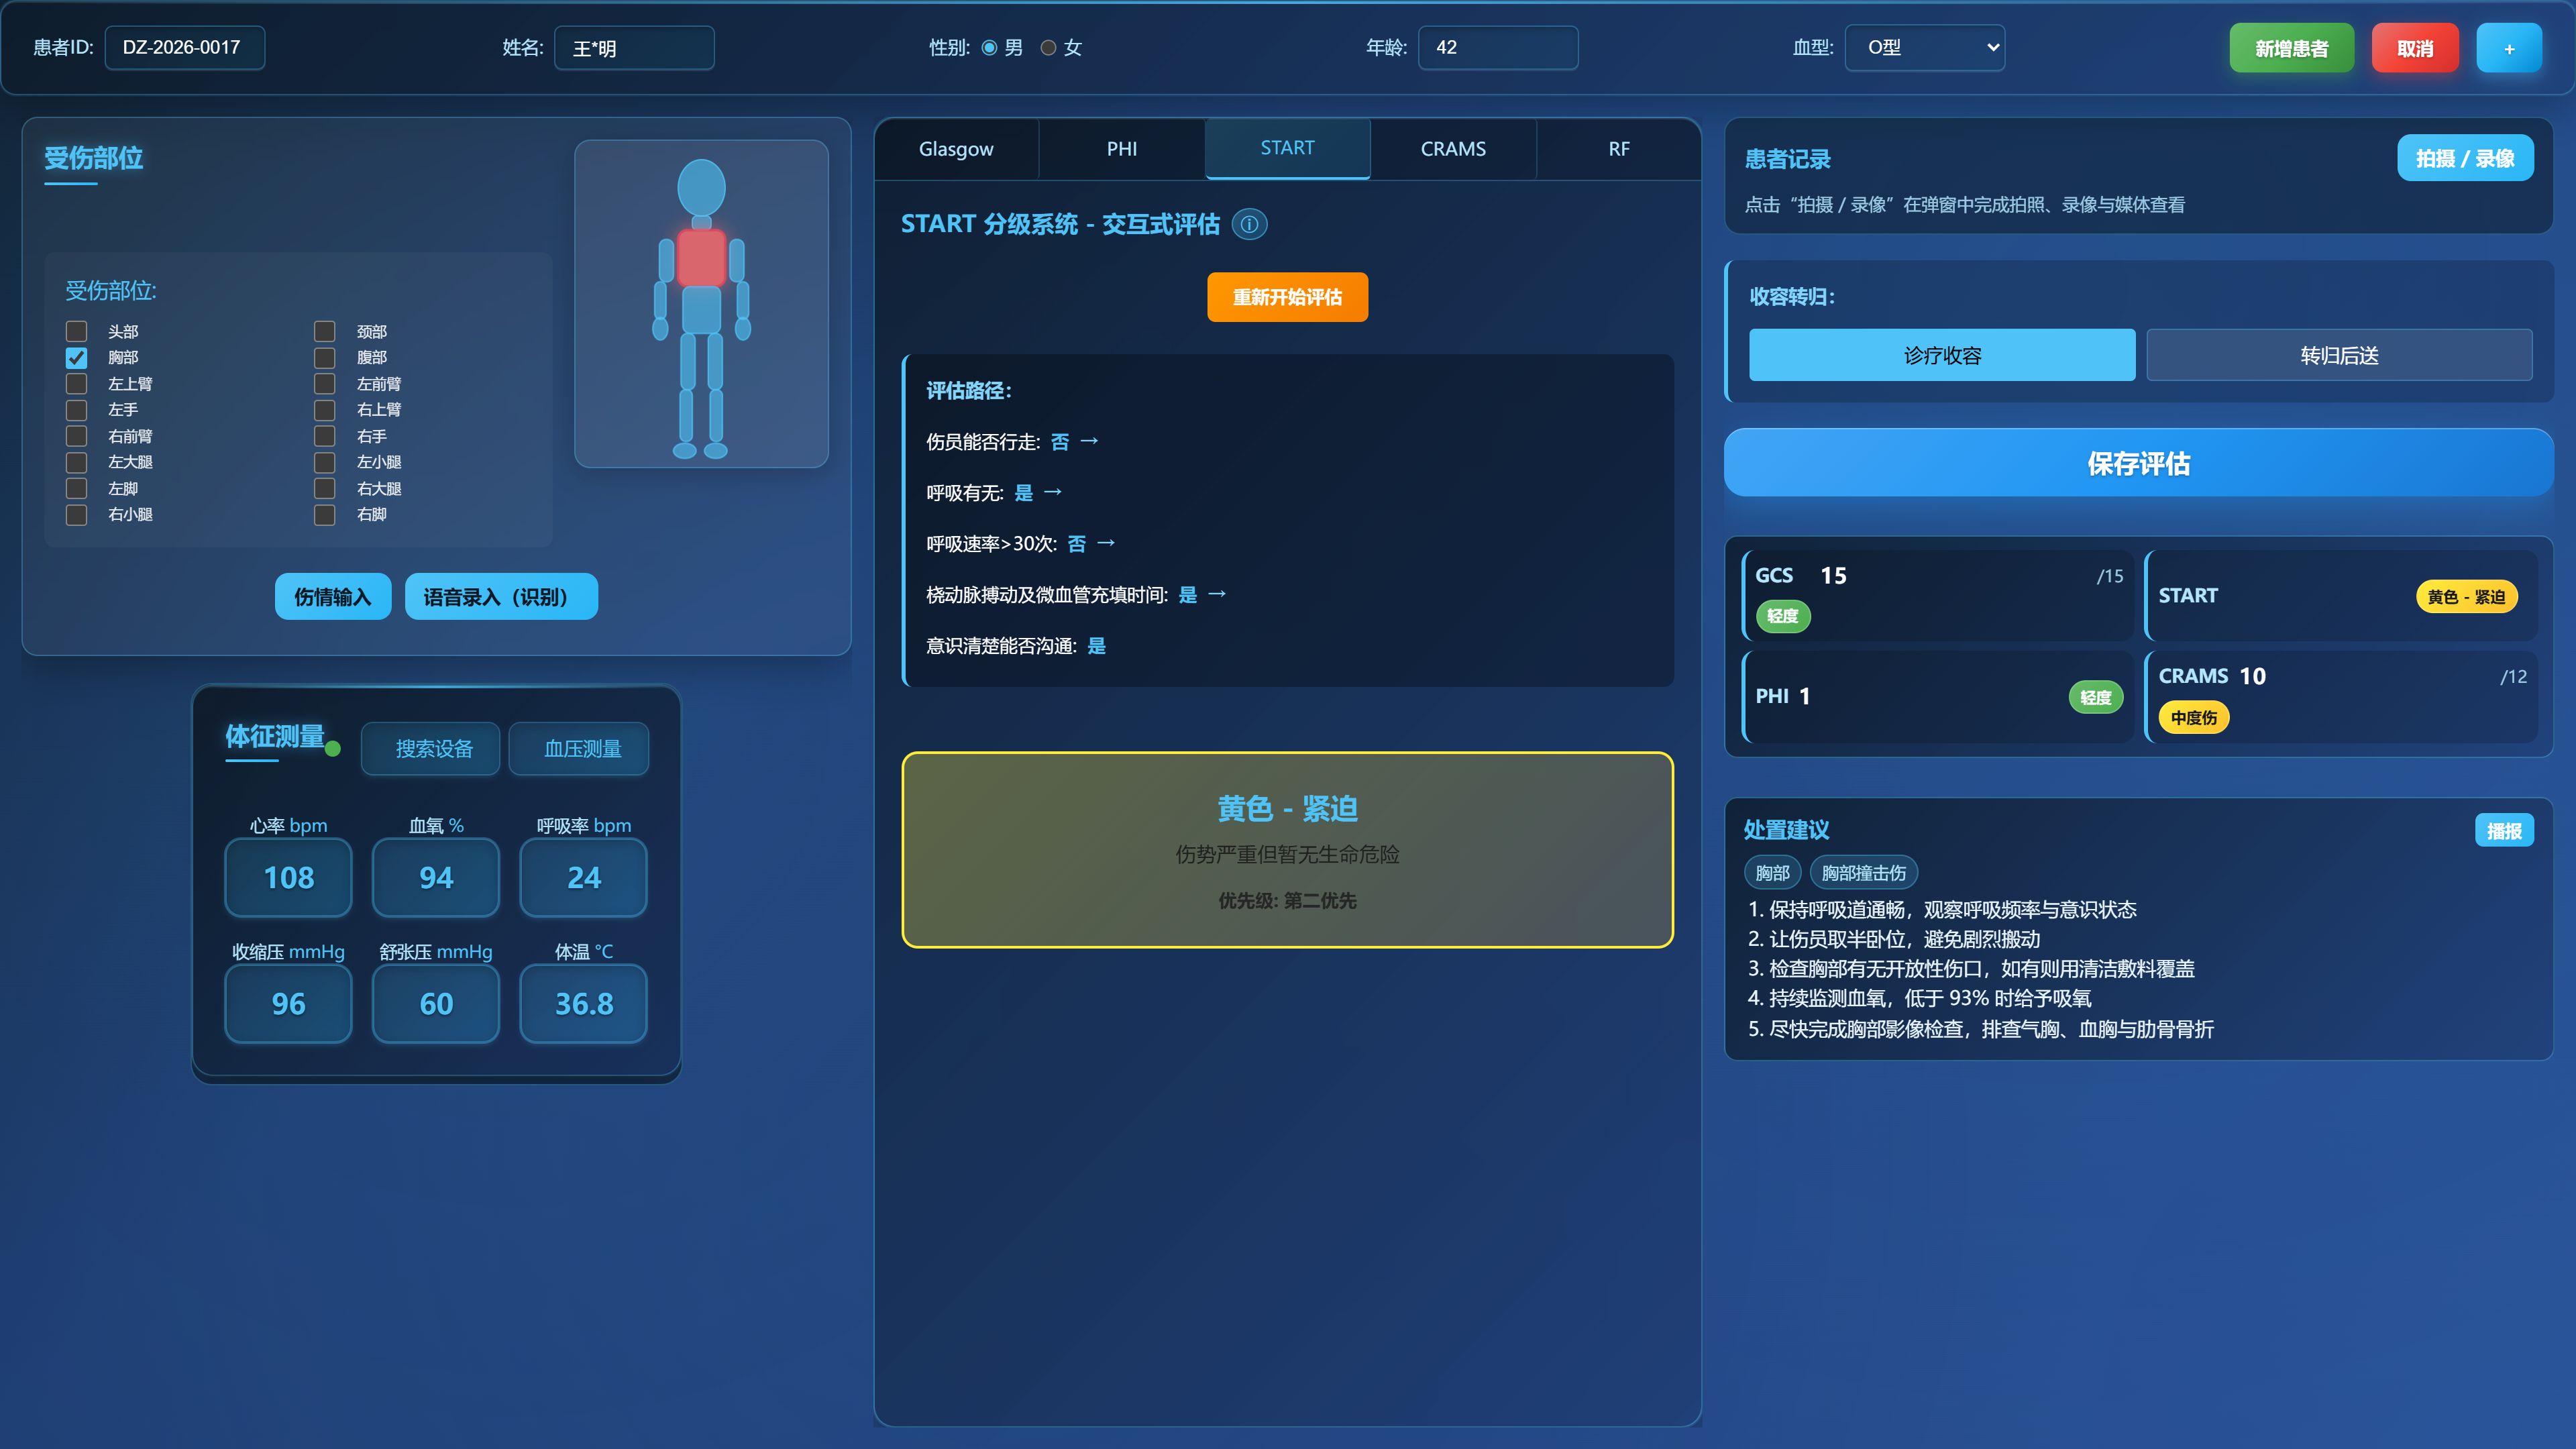 患者ID: DZ-2026-0017 姓名: 王*明 性别: 男 女 年龄: 42 血型: O型 新增患者 取消 +
受伤部位
受伤部位:
头部 颈部
胸部 腹部
左上臂 左前臂
左手 右上臂
右前臂 右手
左大腿 左小腿
左脚 右大腿
右小腿 右脚
伤情输入 语音录入（识别）
体征测量 搜索设备 血压测量
心率 bpm 血氧 % 呼吸率 bpm
108 94 24
收缩压 mmHg 舒张压 mmHg 体温 °C
96 60 36.8
Glasgow PHI START CRAMS RF
START 分级系统 - 交互式评估 ⓘ
重新开始评估
评估路径:
伤员能否行走: 否 →
呼吸有无: 是 →
呼吸速率>30次: 否 →
桡动脉搏动及微血管充填时间: 是 →
意识清楚能否沟通: 是
黄色 - 紧迫
伤势严重但暂无生命危险
优先级: 第二优先
患者记录 拍摄 / 录像
点击“拍摄 / 录像”在弹窗中完成拍照、录像与媒体查看
收容转归:
诊疗收容 转归后送
保存评估
GCS 15 /15
轻度
START 黄色 - 紧迫
PHI 1 轻度
CRAMS 10 /12
中度伤
处置建议 播报
胸部 胸部撞击伤
1. 保持呼吸道通畅，观察呼吸频率与意识状态
2. 让伤员取半卧位，避免剧烈搬动
3. 检查胸部有无开放性伤口，如有则用清洁敷料覆盖
4. 持续监测血氧，低于 93% 时给予吸氧
5. 尽快完成胸部影像检查，排查气胸、血胸与肋骨骨折